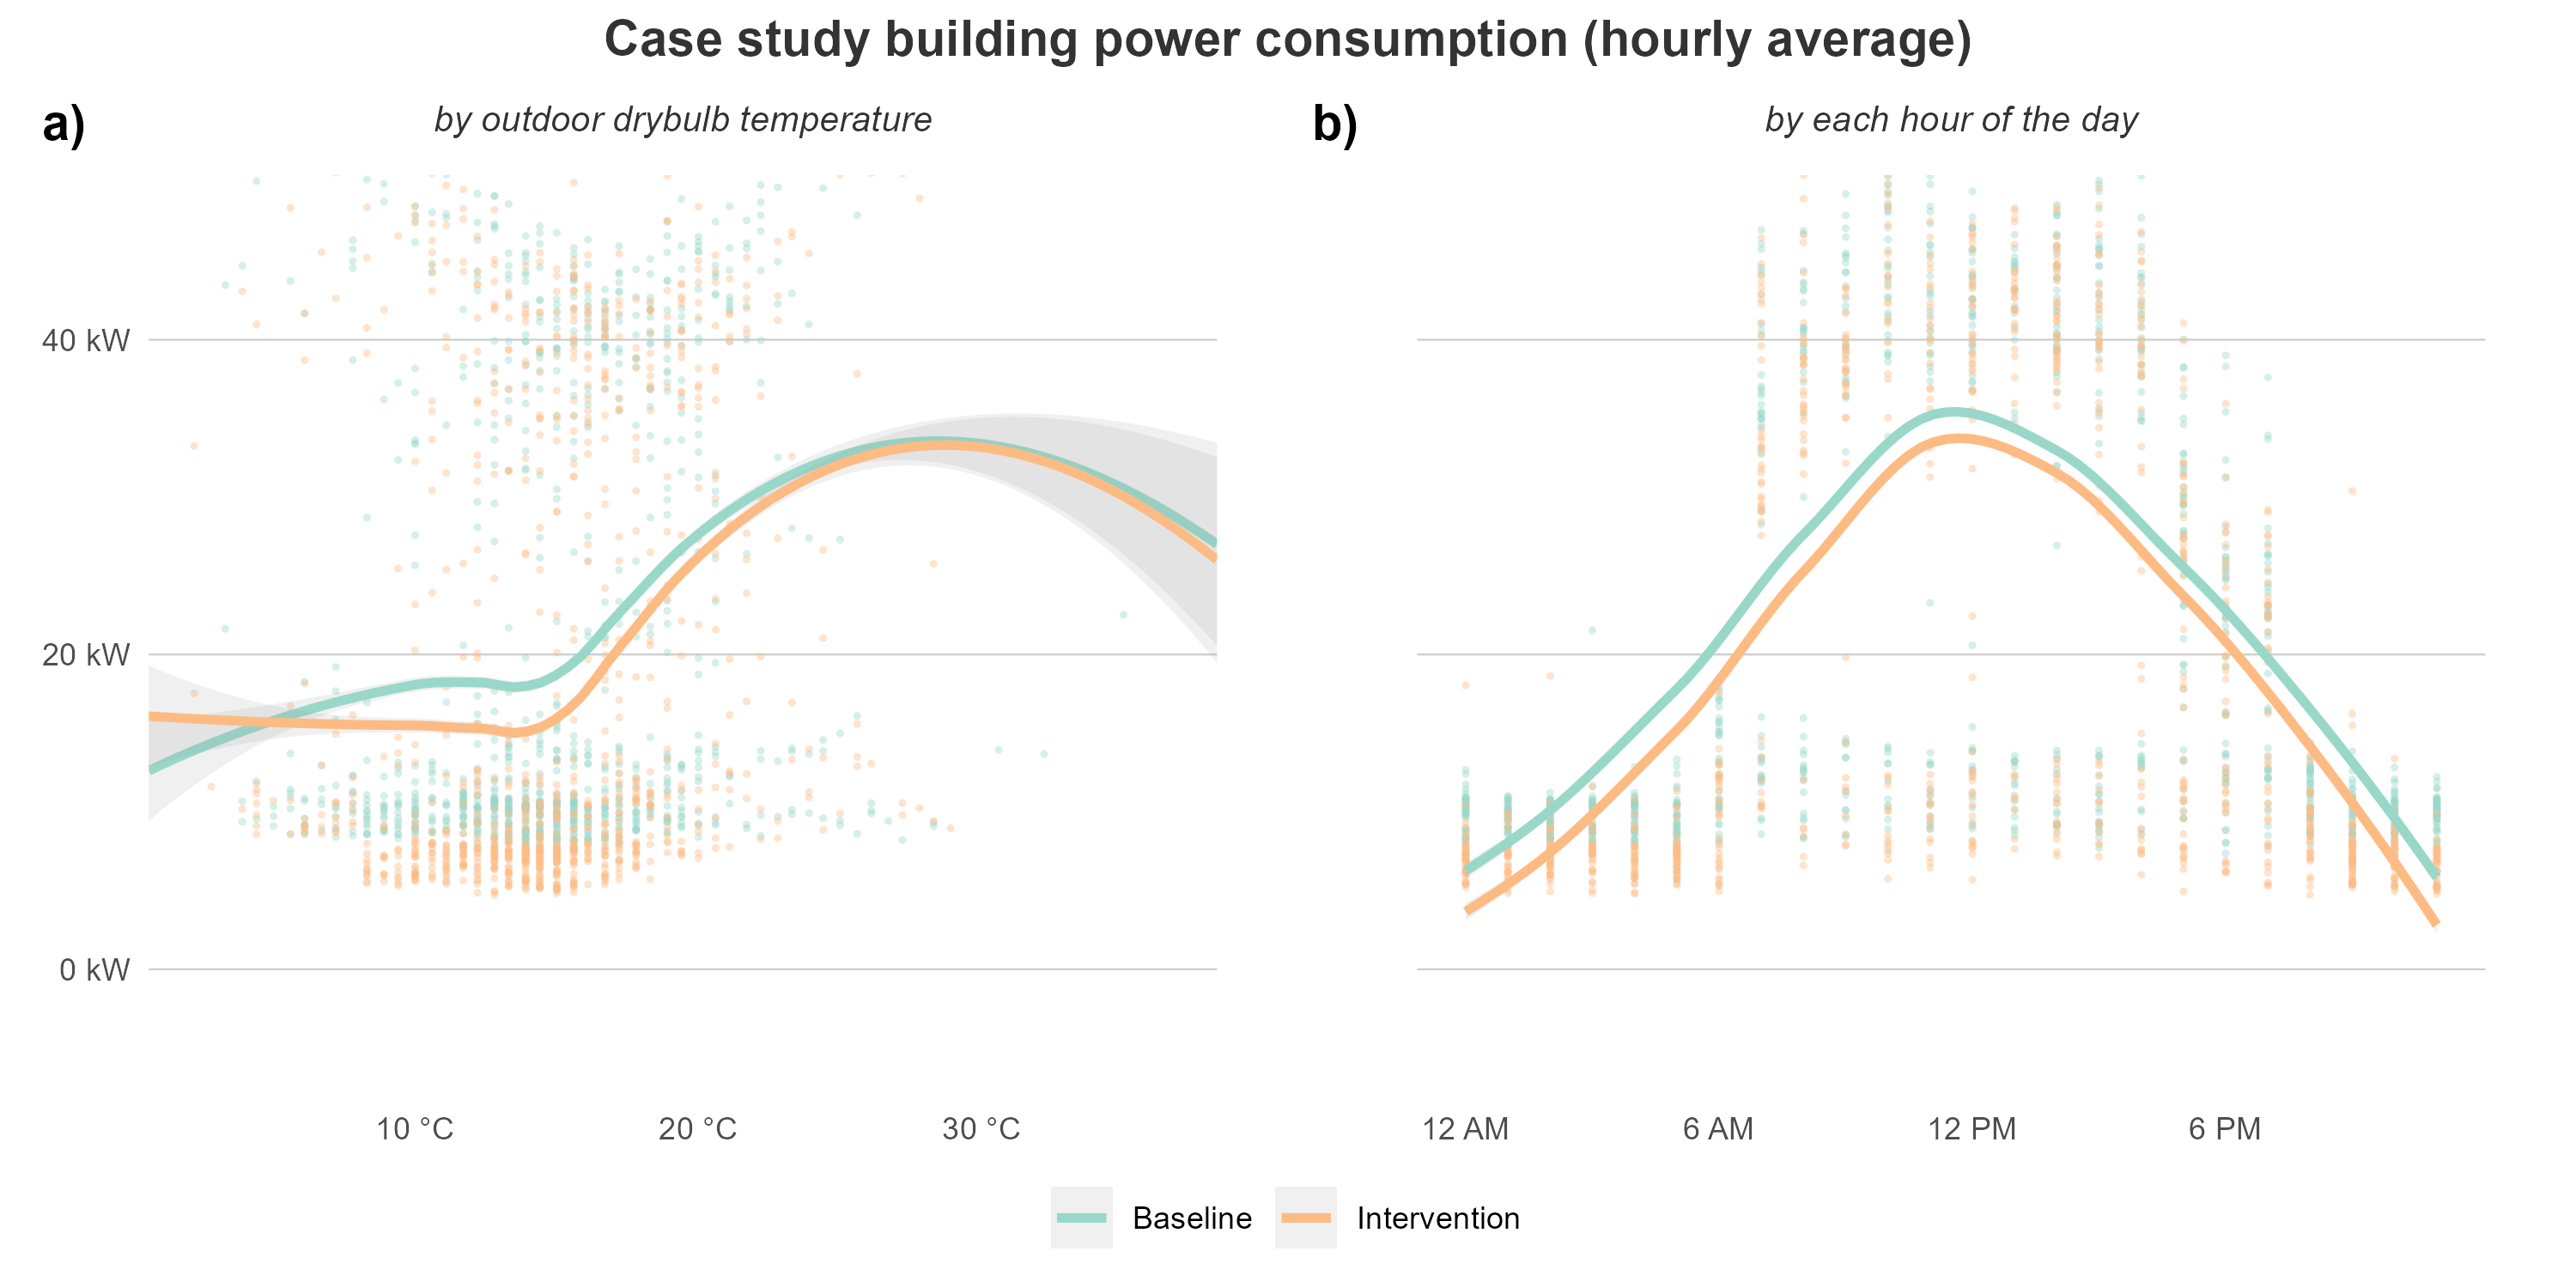 Case study building power consumption (hourly average)
a)
by outdoor drybulb temperature
b)
by each hour of the day
40 kW
20 kW
0 kW
10 °C
20 °C
30 °C
12 AM
6 AM
12 PM
6 PM
Baseline
Intervention